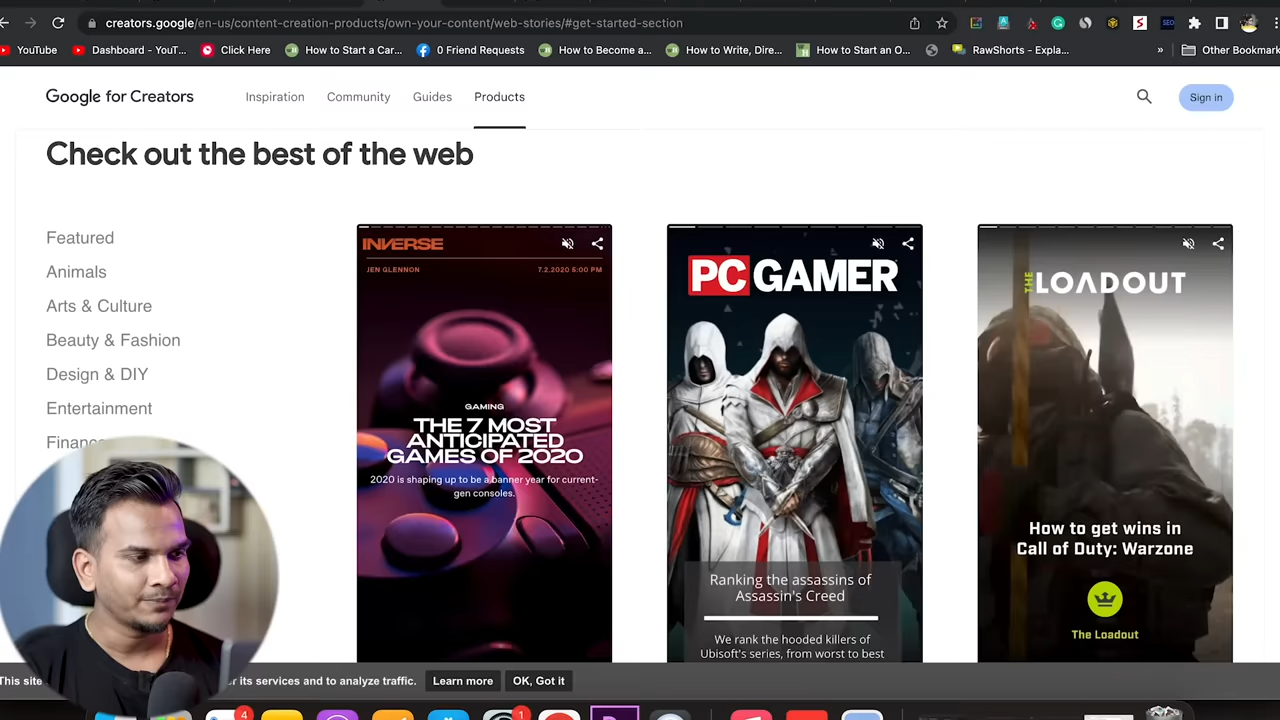 creators.google/en-us/content-creation-products/own-your-content/web-stories/#get-started-section
YouTube
Dashboard - YouT...
Click Here
How to Start a Car...
0 Friend Requests
How to Become a...
How to Write, Dire...
How to Start an O...
RawShorts - Expla...
»
Other Bookmark
Google for Creators
Inspiration
Community
Guides
Products
Sign in
Check out the best of the web
Featured
Animals
Arts & Culture
Beauty & Fashion
Design & DIY
Entertainment
Finance
INVERSE
JEN GLENNON
7.2.2020 5:00 PM
GAMING
THE 7 MOST
ANTICIPATED
GAMES OF 2020
2020 is shaping up to be a banner year for current-
gen consoles.
PC GAMER
Ranking the assassins of
Assassin's Creed
We rank the hooded killers of
Ubisoft's series, from worst to best
THE LOADOUT
How to get wins in
Call of Duty: Warzone
The Loadout
This site
r its services and to analyze traffic.
Learn more
OK, Got it
4
1